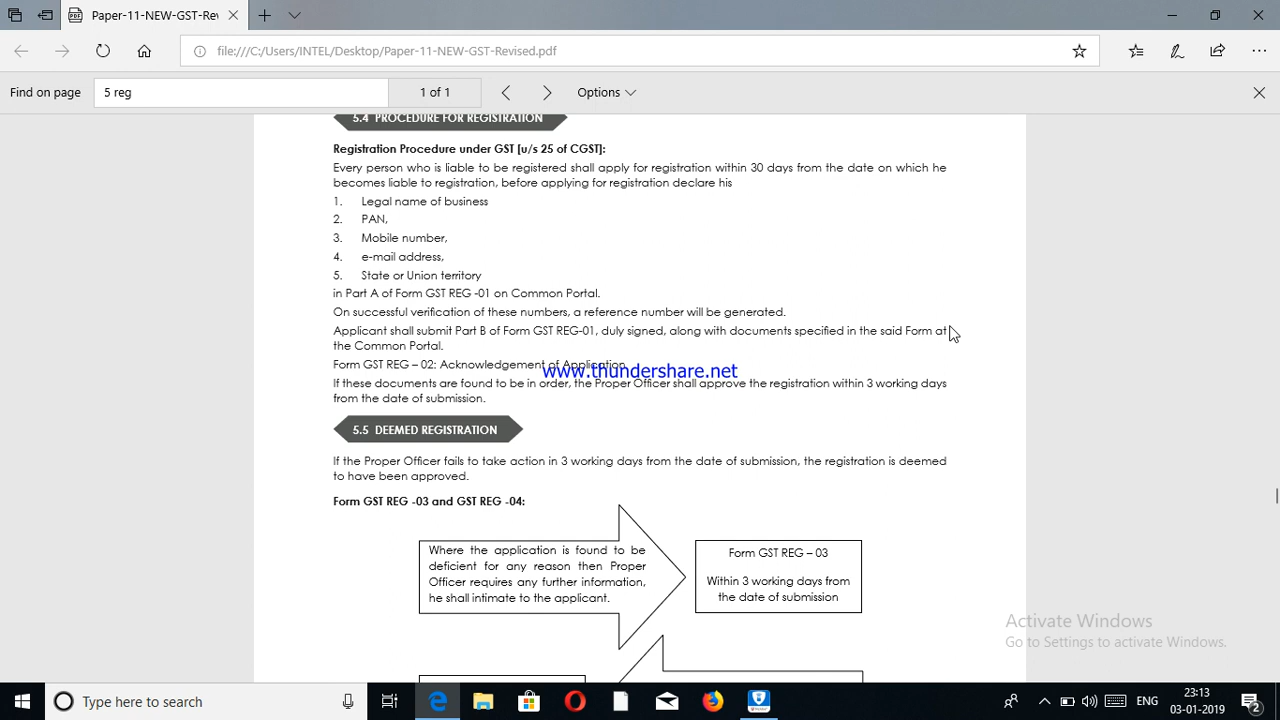 Paper-11-NEW-GST-Rev
file:///C:/Users/INTEL/Desktop/Paper-11-NEW-GST-Revised.pdf
Find on page
5 reg
1 of 1
Options
5.4 PROCEDURE FOR REGISTRATION
Registration Procedure under GST [u/s 25 of CGST]:
Every person who is liable to be registered shall apply for registration within 30 days from the date on which he
becomes liable to registration, before applying for registration declare his
1. Legal name of business
2. PAN,
3. Mobile number,
4. e-mail address,
5. State or Union territory
in Part A of Form GST REG -01 on Common Portal.
On successful verification of these numbers, a reference number will be generated.
Applicant shall submit Part B of Form GST REG-01, duly signed, along with documents specified in the said Form at
the Common Portal.
Form GST REG – 02: Acknowledgement of Application
www.thundershare.net
If these documents are found to be in order, the Proper Officer shall approve the registration within 3 working days
from the date of submission.
5.5 DEEMED REGISTRATION
If the Proper Officer fails to take action in 3 working days from the date of submission, the registration is deemed
to have been approved.
Form GST REG -03 and GST REG -04:
Where the application is found to be
deficient for any reason then Proper
Officer requires any further information,
he shall intimate to the applicant.
Form GST REG – 03
Within 3 working days from
the date of submission
Activate Windows
Go to Settings to activate Windows.
Type here to search
ENG
23:13
03-01-2019
2